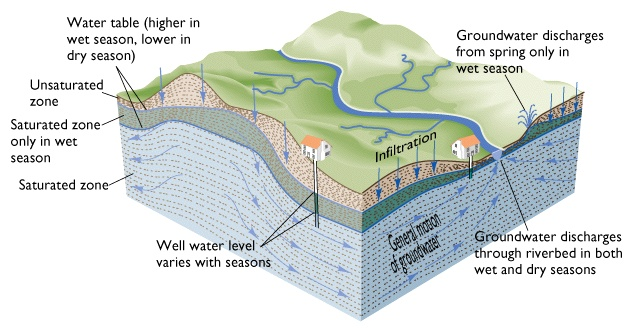 Water table (higher in
wet season, lower in
dry season)
Groundwater discharges
from spring only in
wet season
Unsaturated
zone
Saturated zone
only in wet
season
Infiltration
Saturated zone
General motion
of groundwater
Well water level
varies with seasons
Groundwater discharges
through riverbed in both
wet and dry seasons